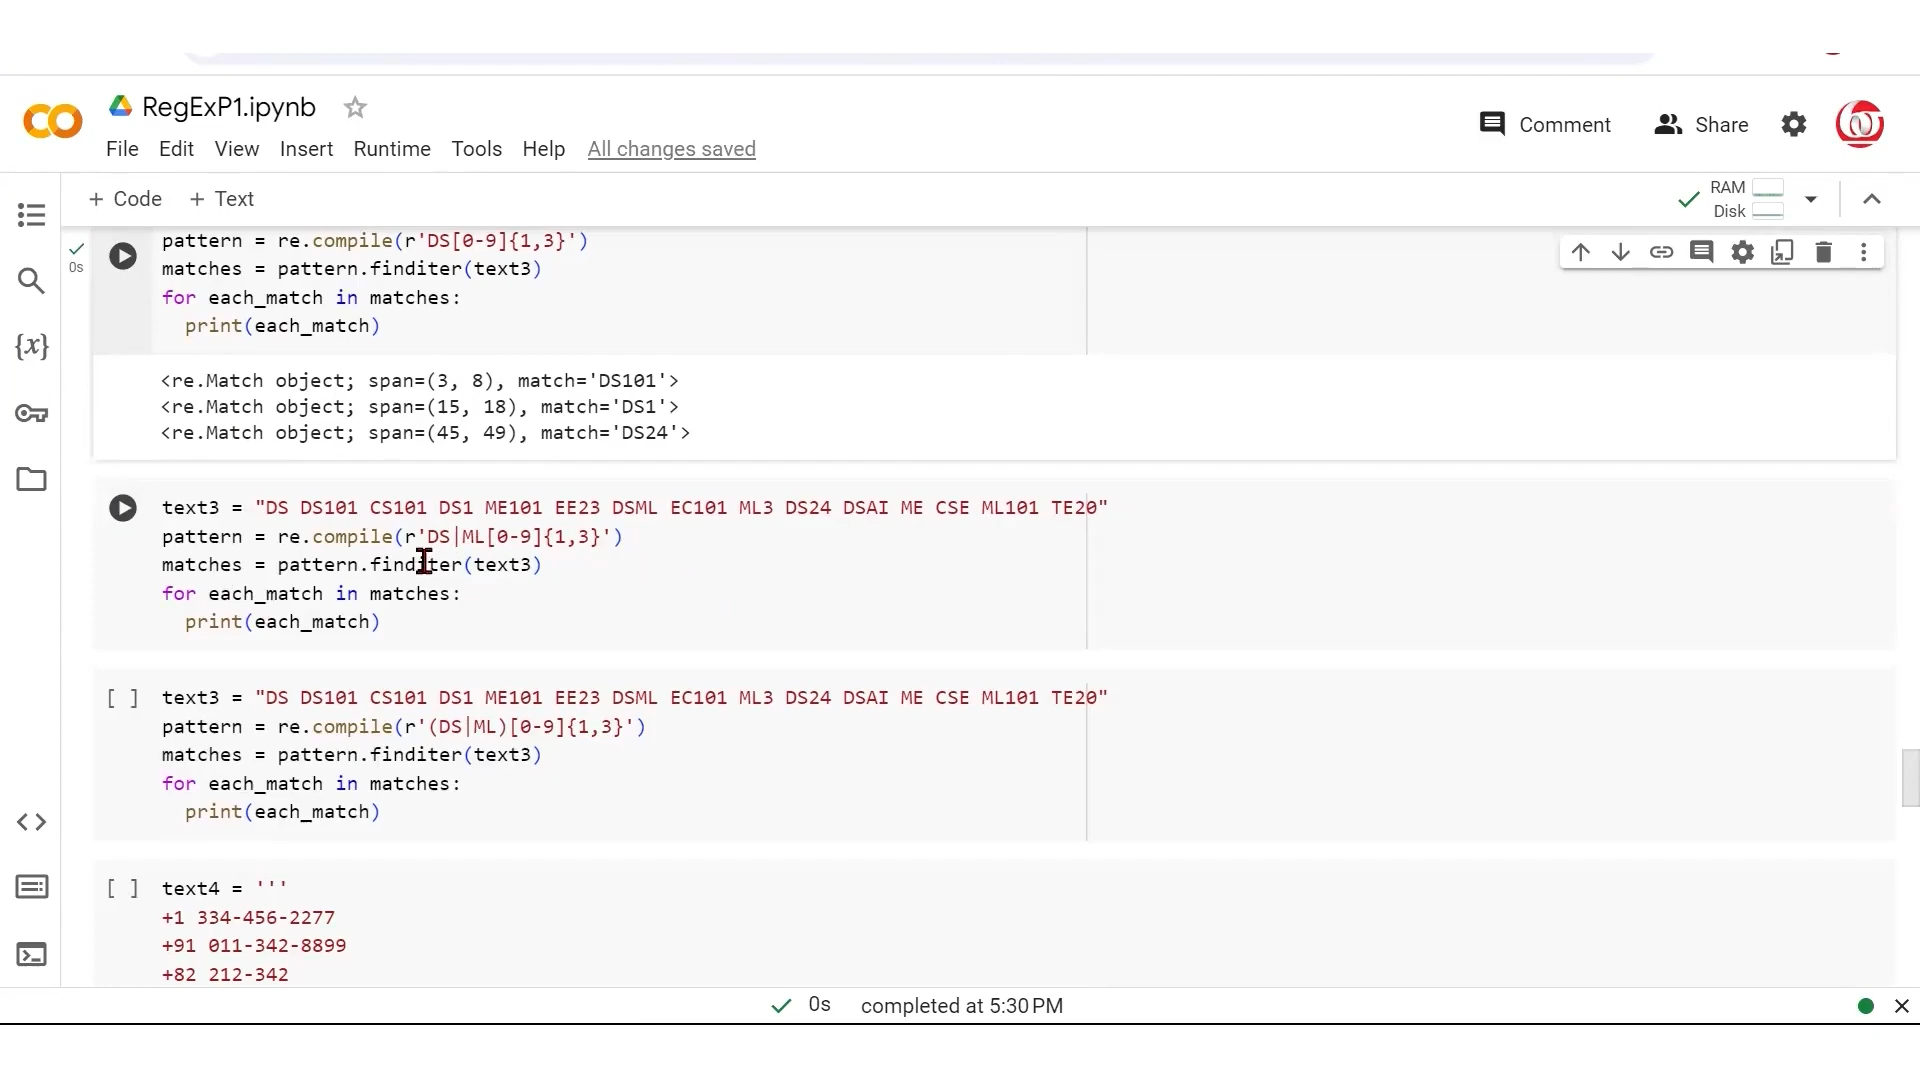 RegExP1.ipynb
File Edit View Insert Runtime Tools Help All changes saved
Comment Share
+ Code + Text
RAM
Disk
0s
pattern = re.compile(r'DS[0-9]{1,3}')
matches = pattern.finditer(text3)
for each_match in matches:
print(each_match)
<re.Match object; span=(3, 8), match='DS101'>
<re.Match object; span=(15, 18), match='DS1'>
<re.Match object; span=(45, 49), match='DS24'>
text3 = "DS DS101 CS101 DS1 ME101 EE23 DSML EC101 ML3 DS24 DSAI ME CSE ML101 TE20"
pattern = re.compile(r'DS|ML[0-9]{1,3}')
matches = pattern.finditer(text3)
for each_match in matches:
print(each_match)
[ ] text3 = "DS DS101 CS101 DS1 ME101 EE23 DSML EC101 ML3 DS24 DSAI ME CSE ML101 TE20"
pattern = re.compile(r'(DS|ML)[0-9]{1,3}')
matches = pattern.finditer(text3)
for each_match in matches:
print(each_match)
[ ] text4 = '''
+1 334-456-2277
+91 011-342-8899
+82 212-342
0s completed at 5:30 PM